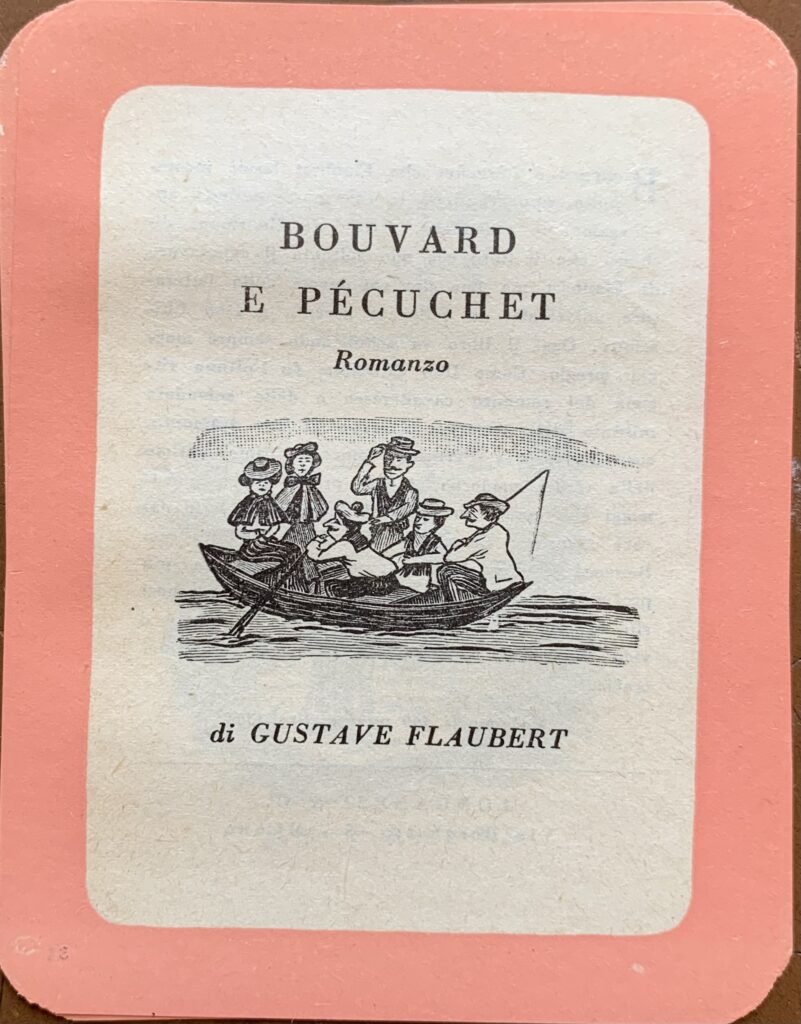 BOUVARD
E PÉCUCHET
Romanzo
di GUSTAVE FLAUBERT